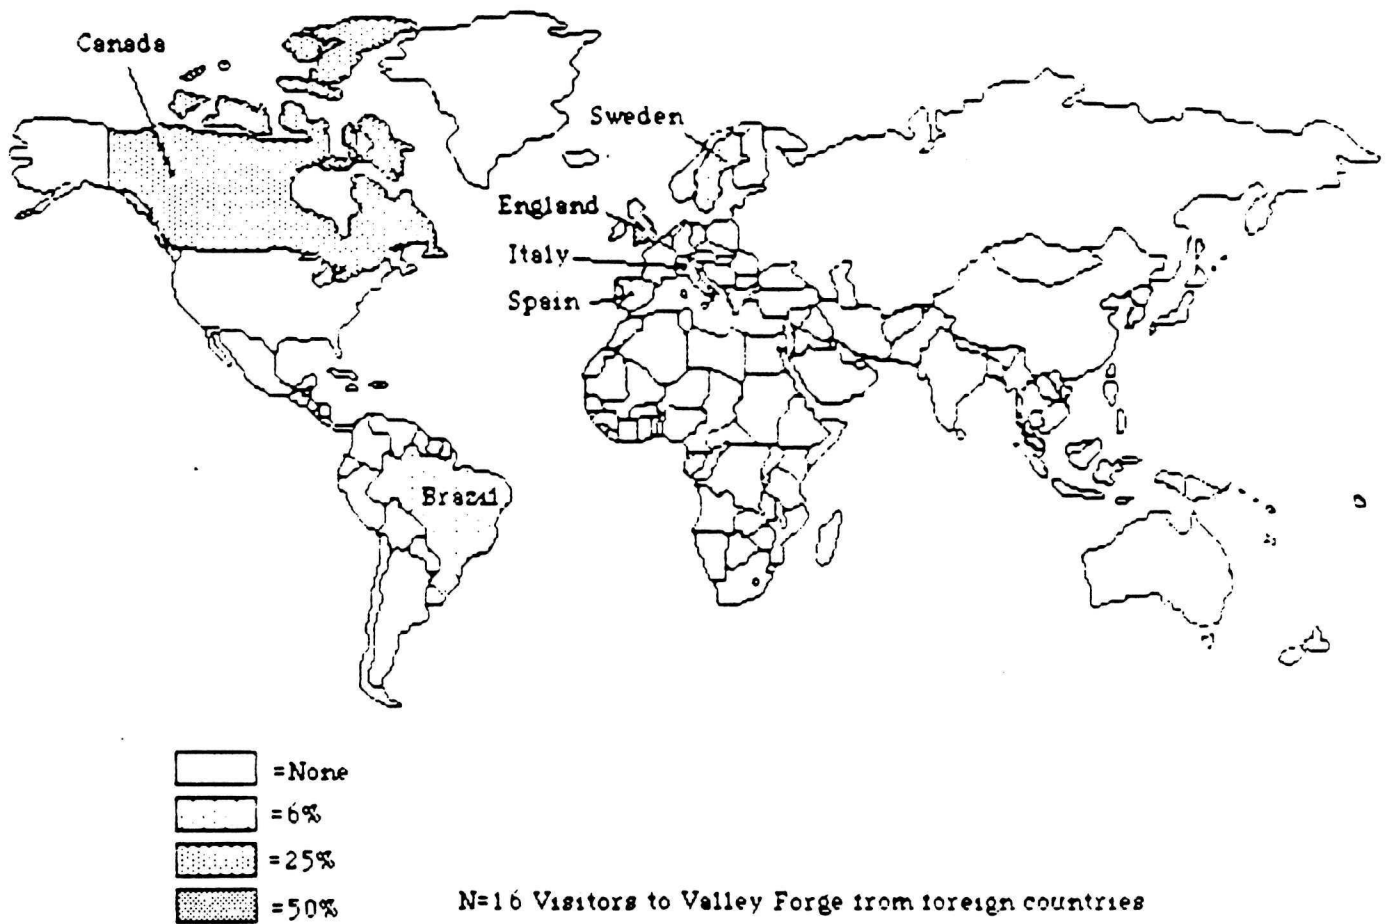 Canada
Sweden
England
Italy
Spain
Brazil
=None
=6%
=25%
=50%
N=16 Visitors to Valley Forge from foreign countries